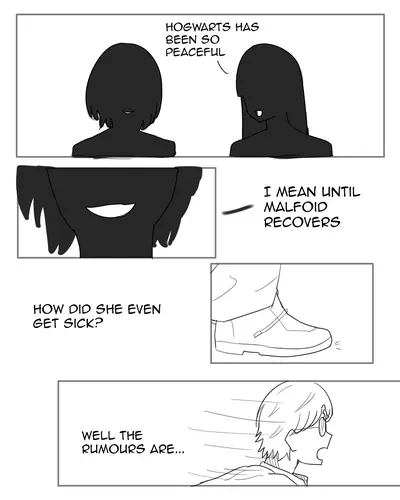 HOGWARTS HAS
BEEN SO
PEACEFUL
I MEAN UNTIL
MALFOID
RECOVERS
HOW DID SHE EVEN
GET SICK?
WELL THE
RUMOURS ARE...